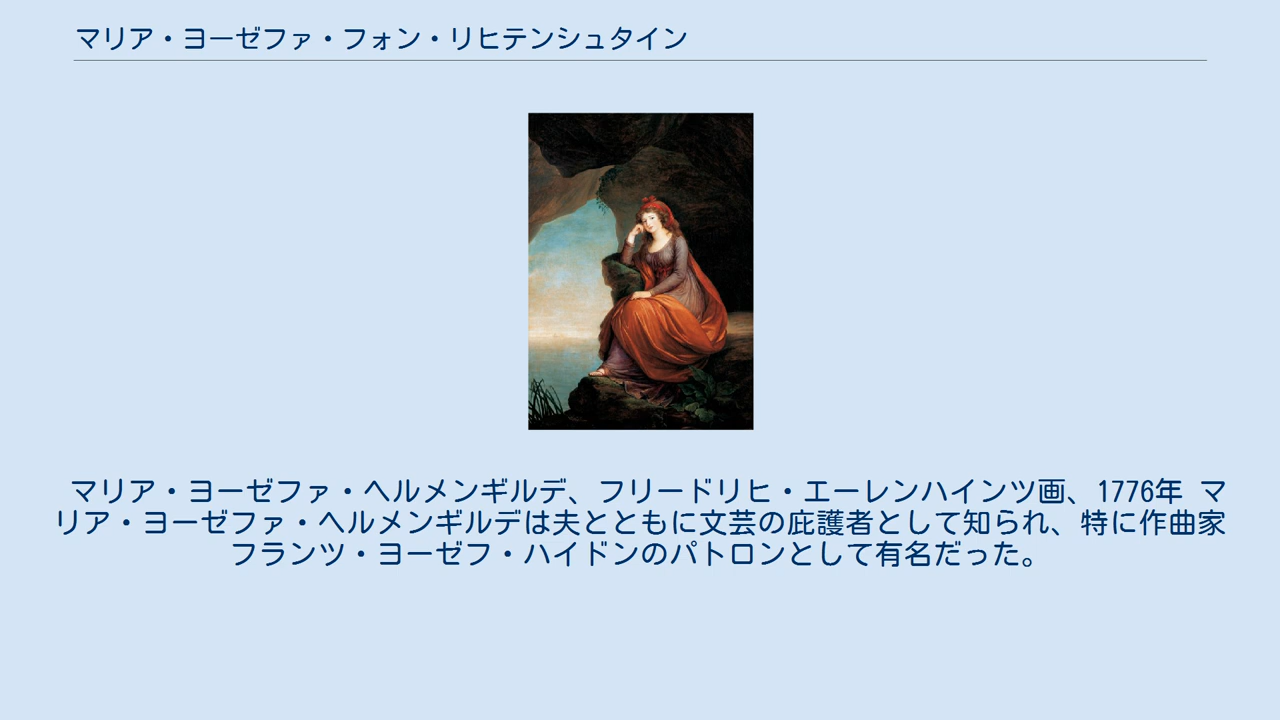 マリア・ヨーゼファ・フォン・リヒテンシュタイン
マリア・ヨーゼファ・ヘルメンギルデ、フリードリヒ・エーレンハインツ画、1776年 マ
リア・ヨーゼファ・ヘルメンギルデは夫とともに文芸の庇護者として知られ、特に作曲家
フランツ・ヨーゼフ・ハイドンのパトロンとして有名だった。